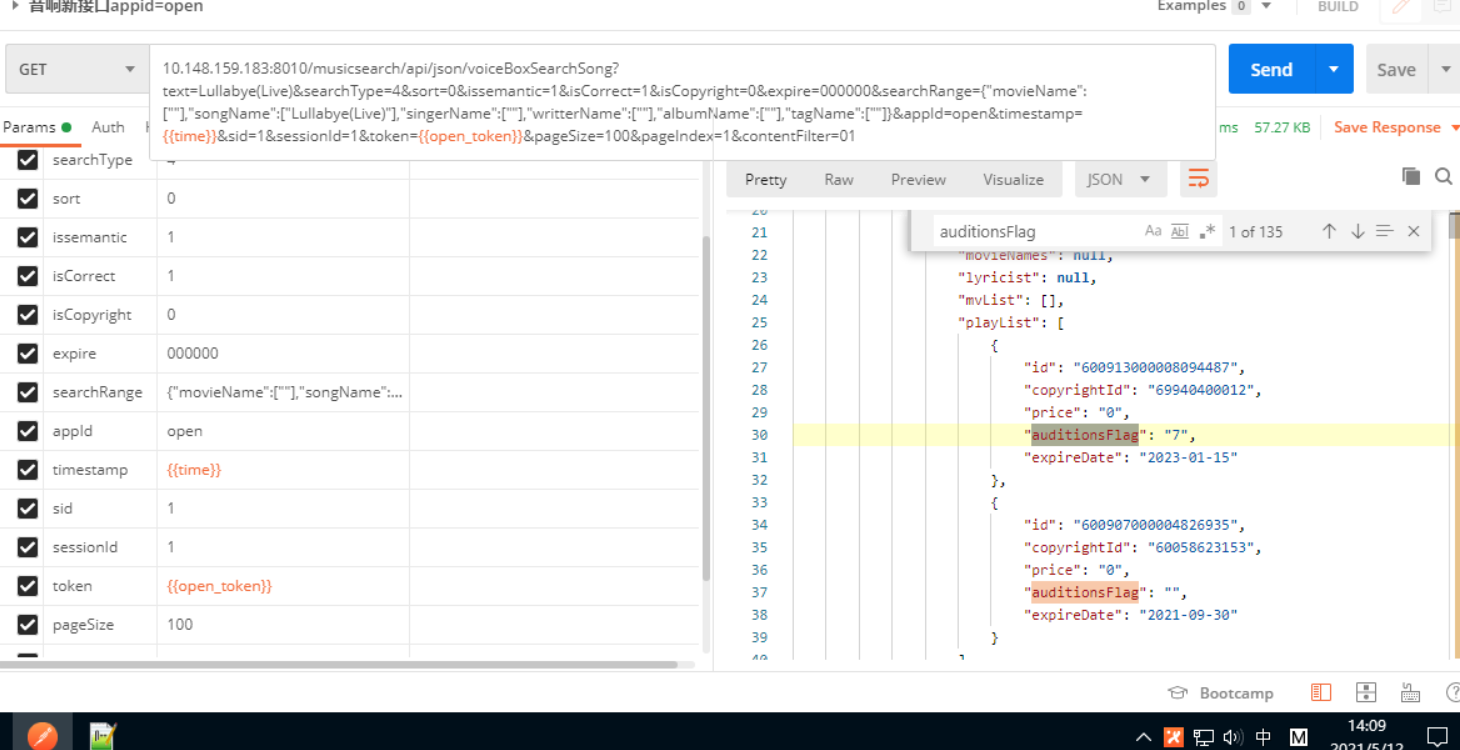 音响新接口appid=open
Examples 0
BUILD
GET
10.148.159.183:8010/musicsearch/api/json/voiceBoxSearchSong?
text=Lullabye(Live)&searchType=4&sort=0&issemantic=1&isCorrect=1&isCopyright=0&expire=000000&searchRange={"movieName":
[""],"songName":["Lullabye(Live)"],"singerName":[""],"writterName":[""],"albumName":[""],"tagName":[""]}&appId=open&timestamp=
{{time}}&sid=1&sessionId=1&token={{open_token}}&pageSize=100&pageIndex=1&contentFilter=01
Send
Save
Params
Auth
ms 57.27 KB
Save Response
searchType 4
sort 0
issemantic 1
isCorrect 1
isCopyright 0
expire 000000
searchRange {"movieName":[""],"songName":...
appId open
timestamp {{time}}
sid 1
sessionId 1
token {{open_token}}
pageSize 100
Pretty
Raw
Preview
Visualize
JSON
auditionsFlag
Aa
Abl
.*
1 of 135
20
21
22 "movieNames": null,
23 "lyricist": null,
24 "mvList": [],
25 "playList": [
26 {
27 "id": "600913000008094487",
28 "copyrightId": "69940400012",
29 "price": "0",
30 "auditionsFlag": "7",
31 "expireDate": "2023-01-15"
32 },
33 {
34 "id": "600907000004826935",
35 "copyrightId": "60058623153",
36 "price": "0",
37 "auditionsFlag": "",
38 "expireDate": "2021-09-30"
39 }
40 ]
Bootcamp
中
M
14:09
2021/5/12